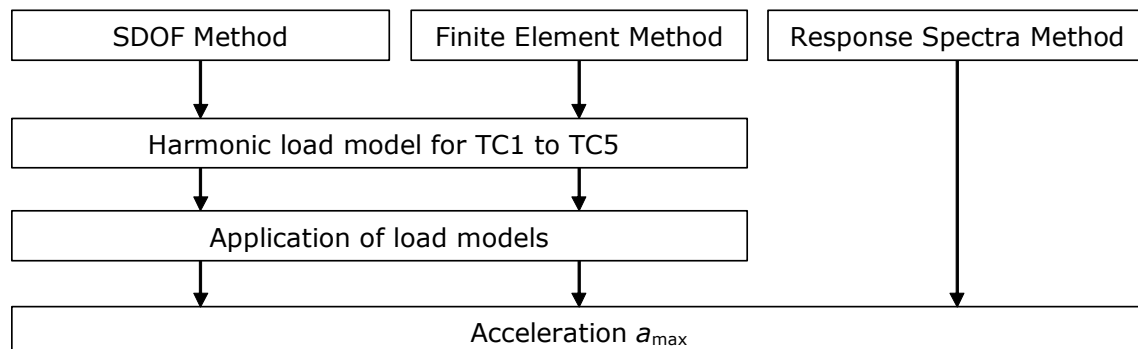 SDOF Method
Finite Element Method
Response Spectra Method
Harmonic load model for TC1 to TC5
Application of load models
Acceleration amax